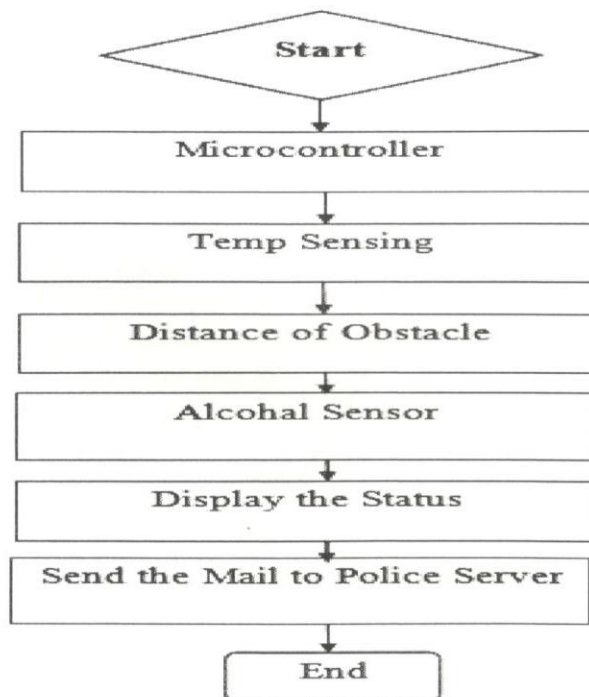 Start
Microcontroller
Temp Sensing
Distance of Obstacle
Alcohal Sensor
Display the Status
Send the Mail to Police Server
End